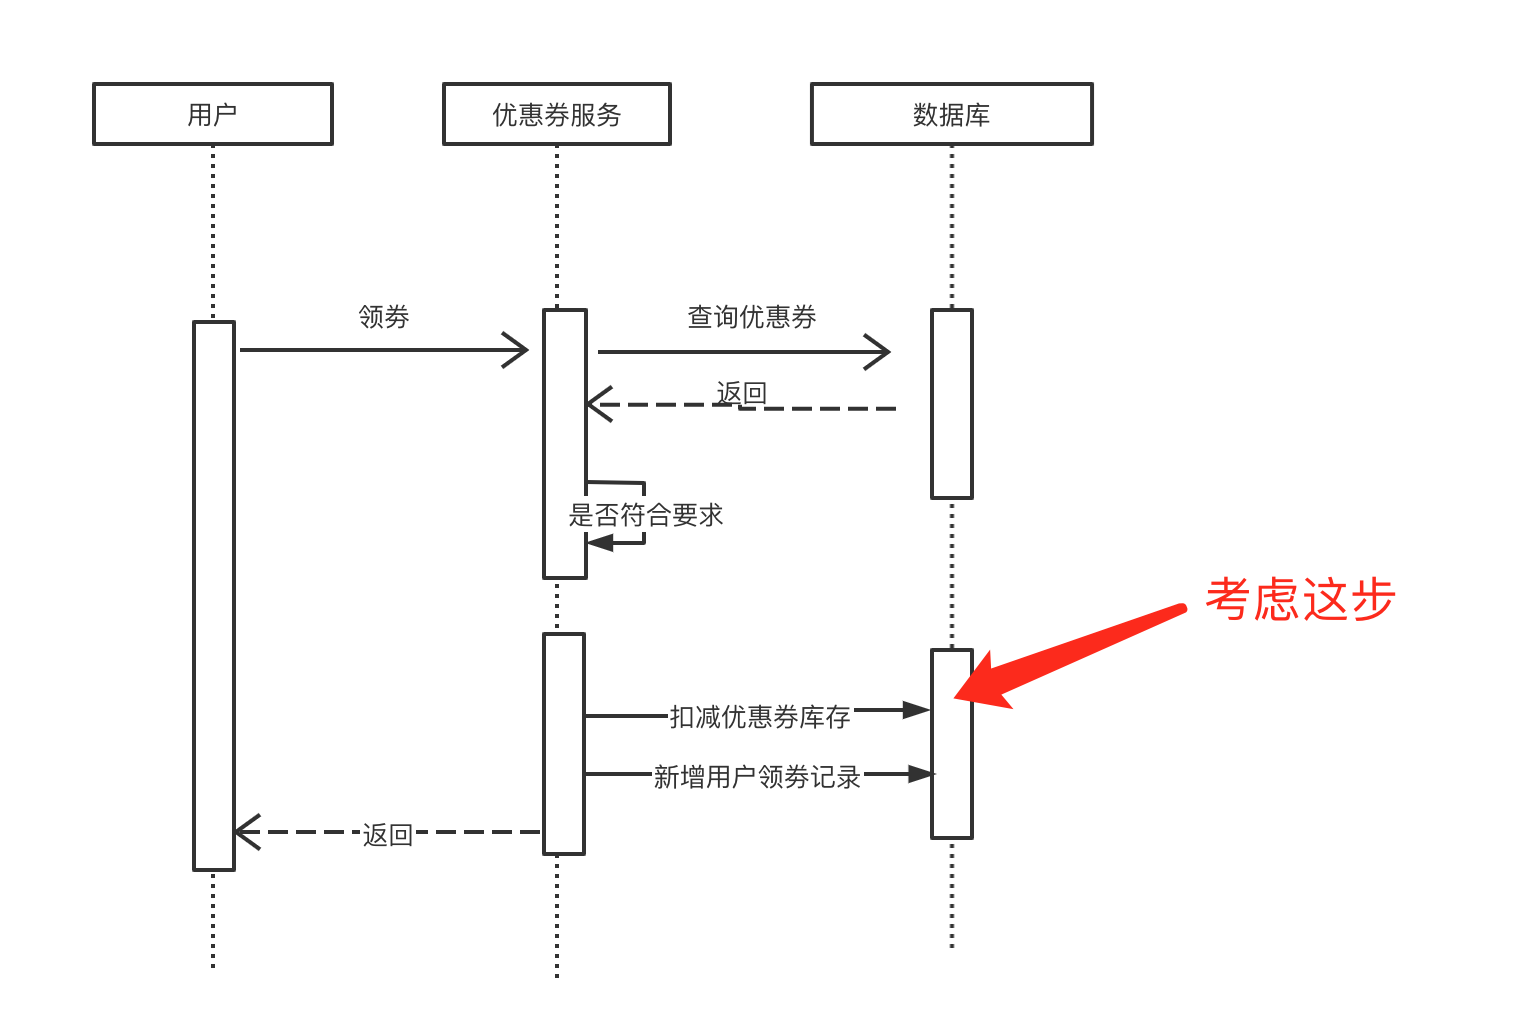 用户
优惠券服务
数据库
领券
查询优惠券
返回
是否符合要求
考虑这步
扣减优惠券库存
新增用户领券记录
返回